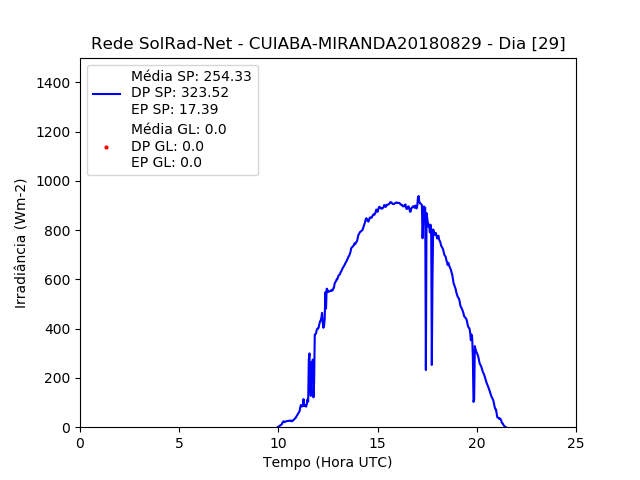 Rede SolRad-Net - CUIABA-MIRANDA20180829 - Dia [29]
Média SP: 254.33
DP SP: 323.52
EP SP: 17.39
Média GL: 0.0
DP GL: 0.0
EP GL: 0.0
1400
1200
1000
800
600
400
200
0
Irradiância (Wm-2)
0 5 10 15 20 25
Tempo (Hora UTC)